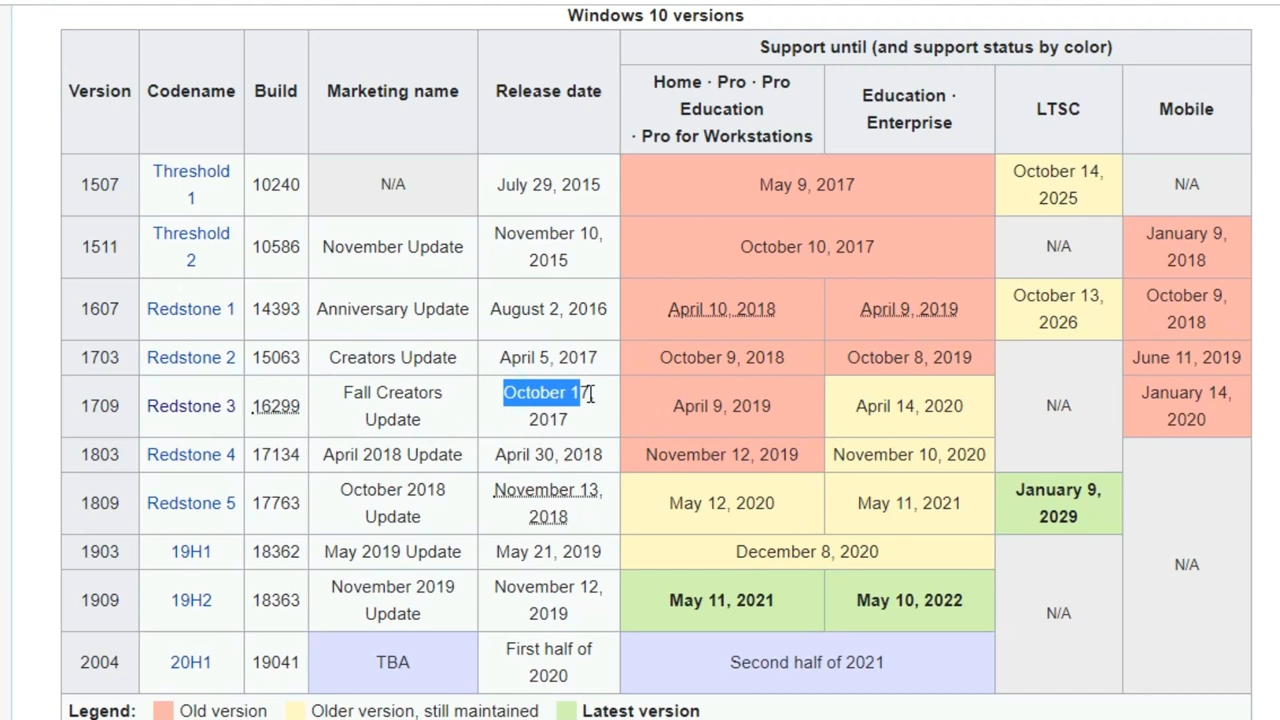 Windows 10 versions
Version Codename Build Marketing name Release date Support until (and support status by color)
Home · Pro · Pro
Education
· Pro for Workstations
Education ·
Enterprise
LTSC
Mobile
1507 Threshold
1
10240 N/A July 29, 2015 May 9, 2017 October 14,
2025
N/A
1511 Threshold
2
10586 November Update November 10,
2015
October 10, 2017 N/A January 9,
2018
1607 Redstone 1 14393 Anniversary Update August 2, 2016 April 10, 2018 April 9, 2019 October 13,
2026
October 9,
2018
1703 Redstone 2 15063 Creators Update April 5, 2017 October 9, 2018 October 8, 2019 N/A June 11, 2019
1709 Redstone 3 16299 Fall Creators
Update
October 17,
2017
April 9, 2019 April 14, 2020 January 14,
2020
1803 Redstone 4 17134 April 2018 Update April 30, 2018 November 12, 2019 November 10, 2020 N/A
1809 Redstone 5 17763 October 2018
Update
November 13,
2018
May 12, 2020 May 11, 2021 January 9,
2029
1903 19H1 18362 May 2019 Update May 21, 2019 December 8, 2020 N/A
1909 19H2 18363 November 2019
Update
November 12,
2019
May 11, 2021 May 10, 2022
2004 20H1 19041 TBA First half of
2020
Second half of 2021
Legend: Old version Older version, still maintained Latest version